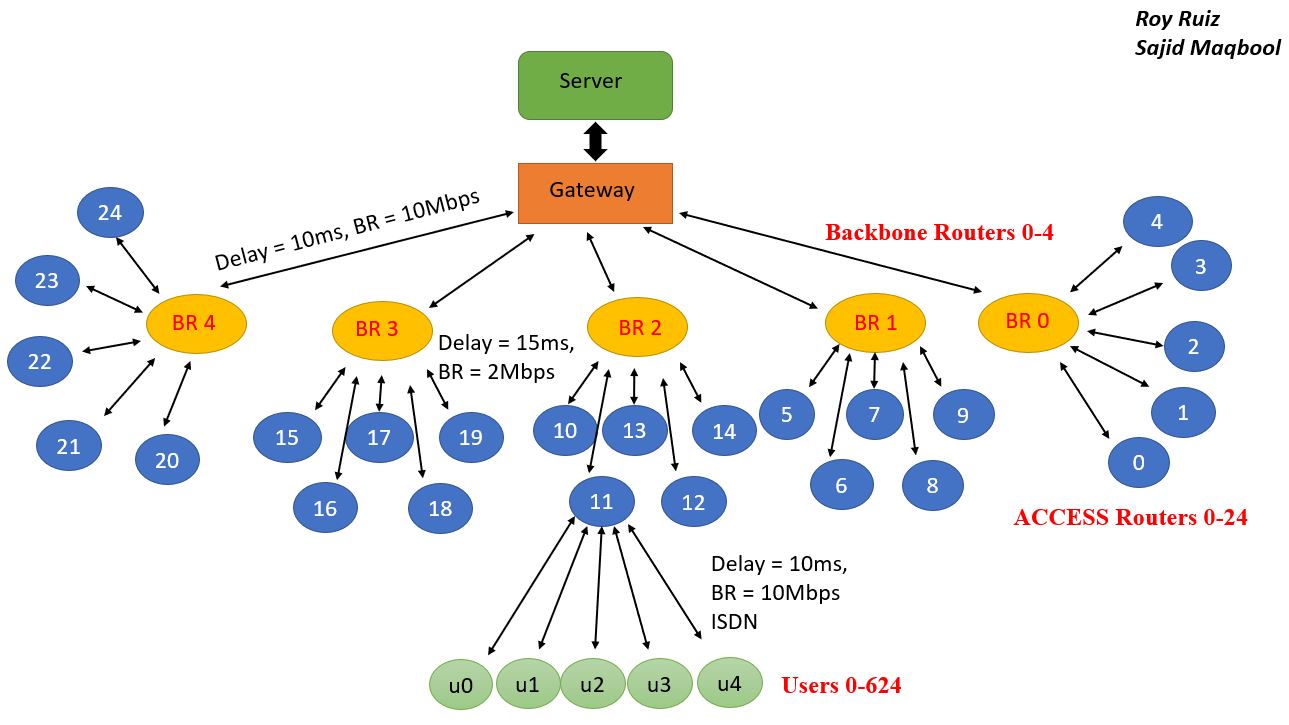 Roy Ruiz
Sajid Maqbool
Server
Gateway
Delay = 10ms, BR = 10Mbps
Backbone Routers 0-4
24
23
22
21
20
BR 4
BR 3
Delay = 15ms,
BR = 2Mbps
BR 2
BR 1
BR 0
4
3
2
1
0
15
16
17
18
19
10
11
13
12
14
5
6
7
8
9
ACCESS Routers 0-24
Delay = 10ms,
BR = 10Mbps
ISDN
u0
u1
u2
u3
u4
Users 0-624